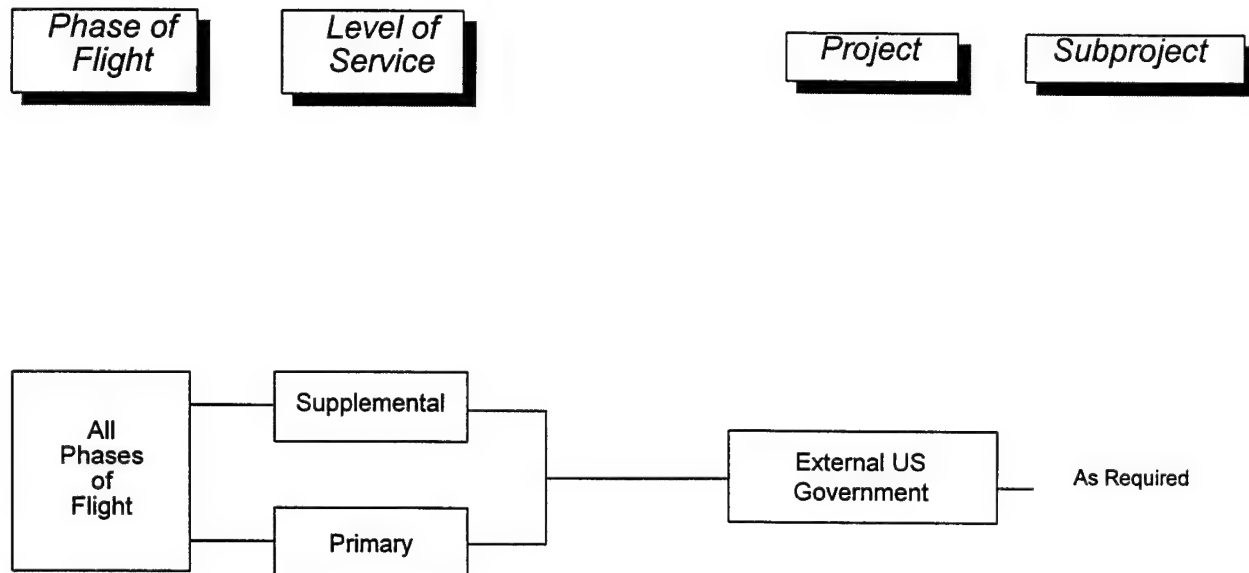 Phase of
Flight
Level of
Service
Project
Subproject
All
Phases
of
Flight
Supplemental
Primary
External US
Government
As Required